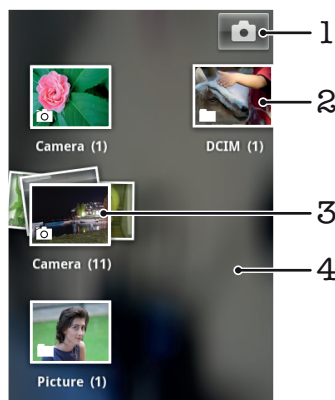 1
2
Camera (1)
DCIM (1)
3
Camera (11)
4
Picture (1)